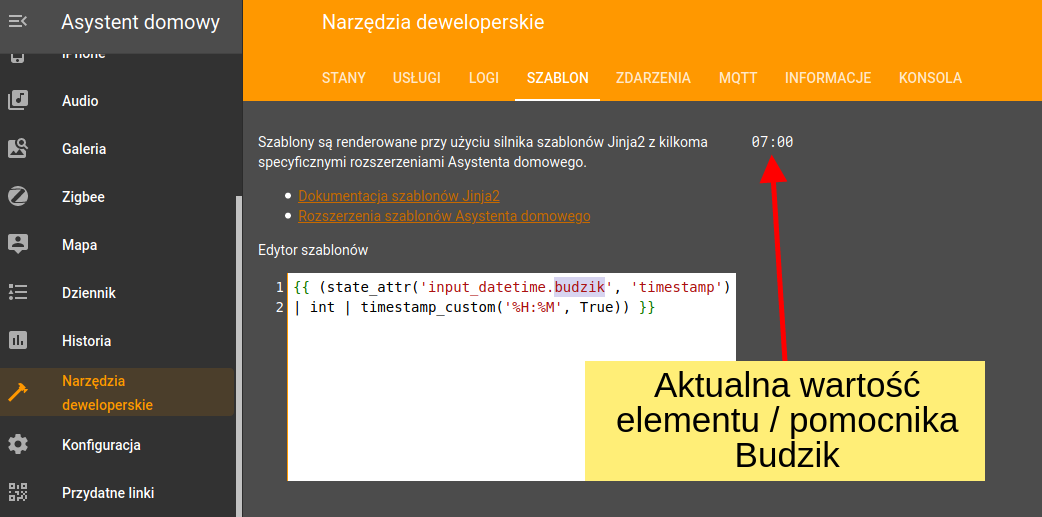 Asystent domowy
Narzędzia deweloperskie
STANY USŁUGI LOGI SZABLON ZDARZENIA MQTT INFORMACJE KONSOLA
iPhone
Audio
Galeria
Zigbee
Mapa
Dziennik
Historia
Narzędzia
deweloperskie
Konfiguracja
Przydatne linki
Szablony są renderowane przy użyciu silnika szablonów Jinja2 z kilkoma
specyficznymi rozszerzeniami Asystenta domowego.
Dokumentacja szablonów Jinja2
Rozszerzenia szablonów Asystenta domowego
Edytor szablonów
1 {{ (state_attr('input_datetime.budzik', 'timestamp')
2 | int | timestamp_custom('%H:%M', True)) }}
07:00
Aktualna wartość
elementu / pomocnika
Budzik